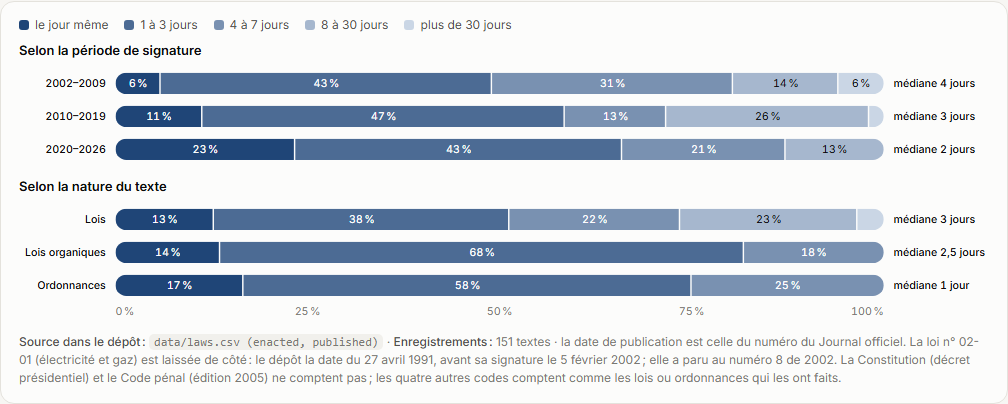 le jour même 1 à 3 jours 4 à 7 jours 8 à 30 jours plus de 30 jours
Selon la période de signature
2002–2009 6 % 43 % 31 % 14 % 6 % médiane 4 jours
2010–2019 11 % 47 % 13 % 26 % médiane 3 jours
2020–2026 23 % 43 % 21 % 13 % médiane 2 jours
Selon la nature du texte
Lois 13 % 38 % 22 % 23 % médiane 3 jours
Lois organiques 14 % 68 % 18 % médiane 2,5 jours
Ordonnances 17 % 58 % 25 % médiane 1 jour
0 % 25 % 50 % 75 % 100 %
Source dans le dépôt : data/laws.csv (enacted, published) · Enregistrements : 151 textes · la date de publication est celle du numéro du Journal officiel. La loi n° 02-
01 (électricité et gaz) est laissée de côté : le dépôt la date du 27 avril 1991, avant sa signature le 5 février 2002 ; elle a paru au numéro 8 de 2002. La Constitution (décret
présidentiel) et le Code pénal (édition 2005) ne comptent pas ; les quatre autres codes comptent comme les lois ou ordonnances qui les ont faits.